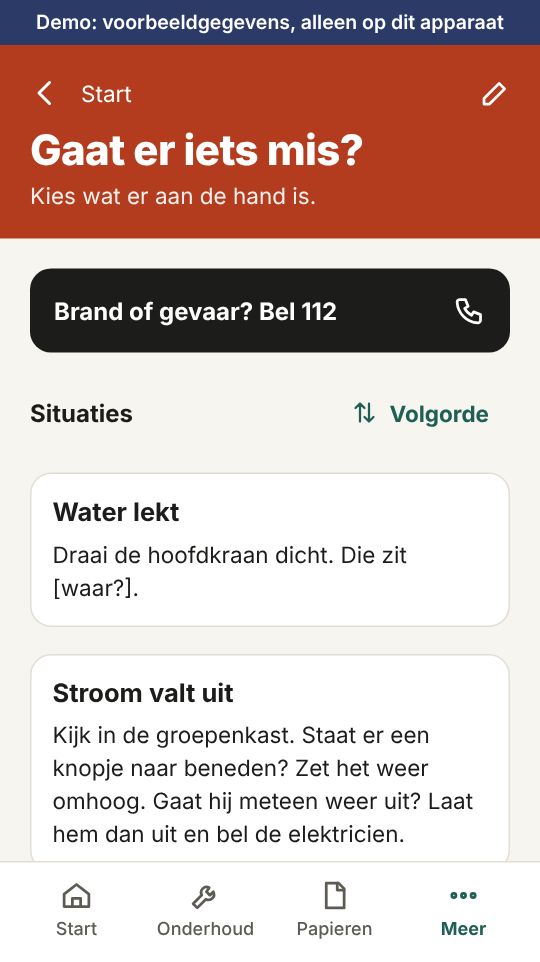 Demo: voorbeeldgegevens, alleen op dit apparaat
Start
Gaat er iets mis?
Kies wat er aan de hand is.
Brand of gevaar? Bel 112
Situaties
Volgorde
Water lekt
Draai de hoofdkraan dicht. Die zit
[waar?].
Stroom valt uit
Kijk in de groepenkast. Staat er een
knopje naar beneden? Zet het weer
omhoog. Gaat hij meteen weer uit? Laat
hem dan uit en bel de elektricien.
Start
Onderhoud
Papieren
Meer